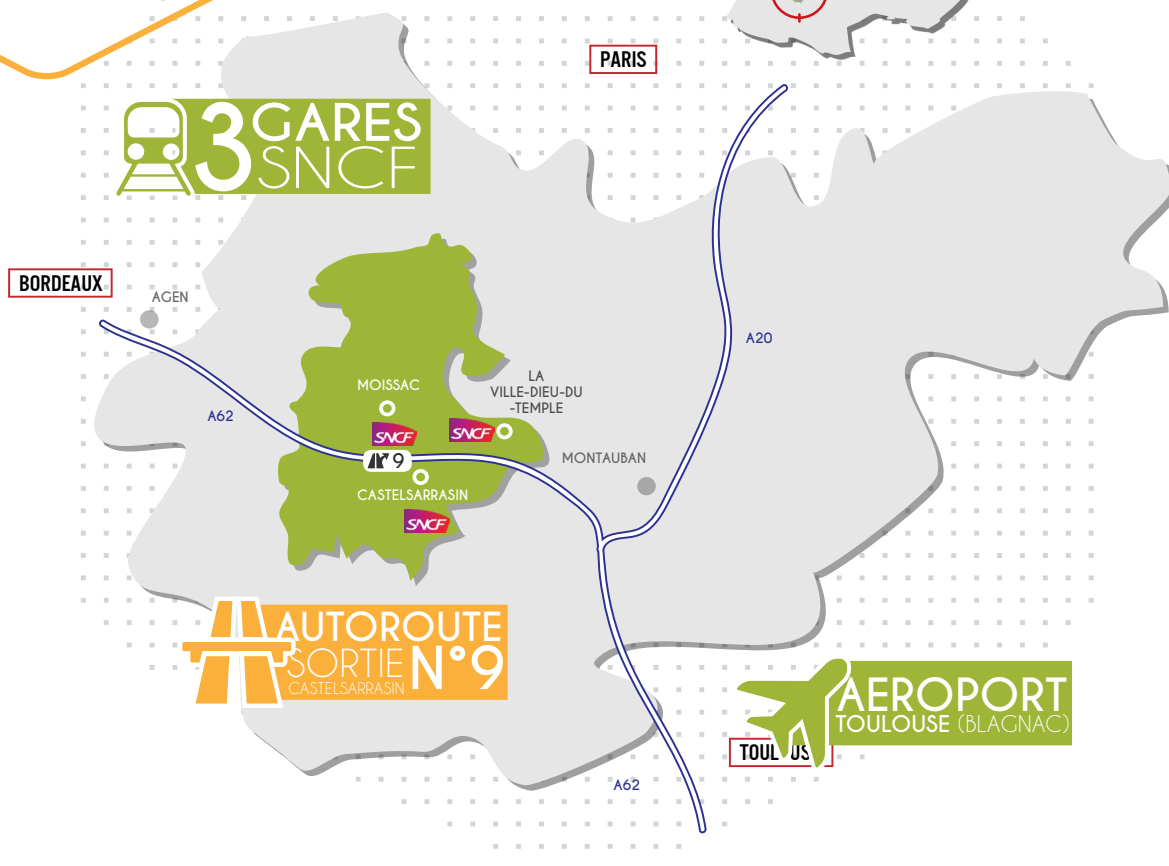 PARIS
3 GARES
SNCF
BORDEAUX
AGEN
A20
MOISSAC
LA
VILLE-DIEU-DU
-TEMPLE
A62
SNCF
SNCF
9
MONTAUBAN
CASTELSARRASIN
SNCF
AUTOROUTE
SORTIE N°9
CASTELSARRASIN
AEROPORT
TOULOUSE (BLAGNAC)
A62